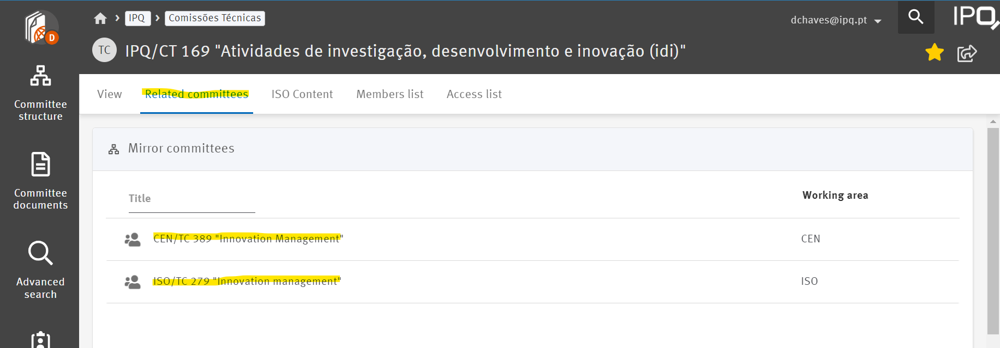 IPQ
Comissões Técnicas
dchaves@ipq.pt
IPQ
D
TC
IPQ/CT 169 "Atividades de investigação, desenvolvimento e inovação (idi)"
Committee
structure
Committee
documents
Advanced
search
View
Related committees
ISO Content
Members list
Access list
Mirror committees
Title
Working area
CEN/TC 389 "Innovation Management"
CEN
ISO/TC 279 "Innovation management"
ISO